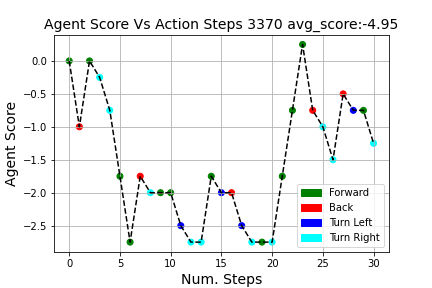 Agent Score Vs Action Steps 3370 avg_score:-4.95
Agent Score
0.0
−0.5
−1.0
−1.5
−2.0
−2.5
Forward
Back
Turn Left
Turn Right
0 5 10 15 20 25 30
Num. Steps